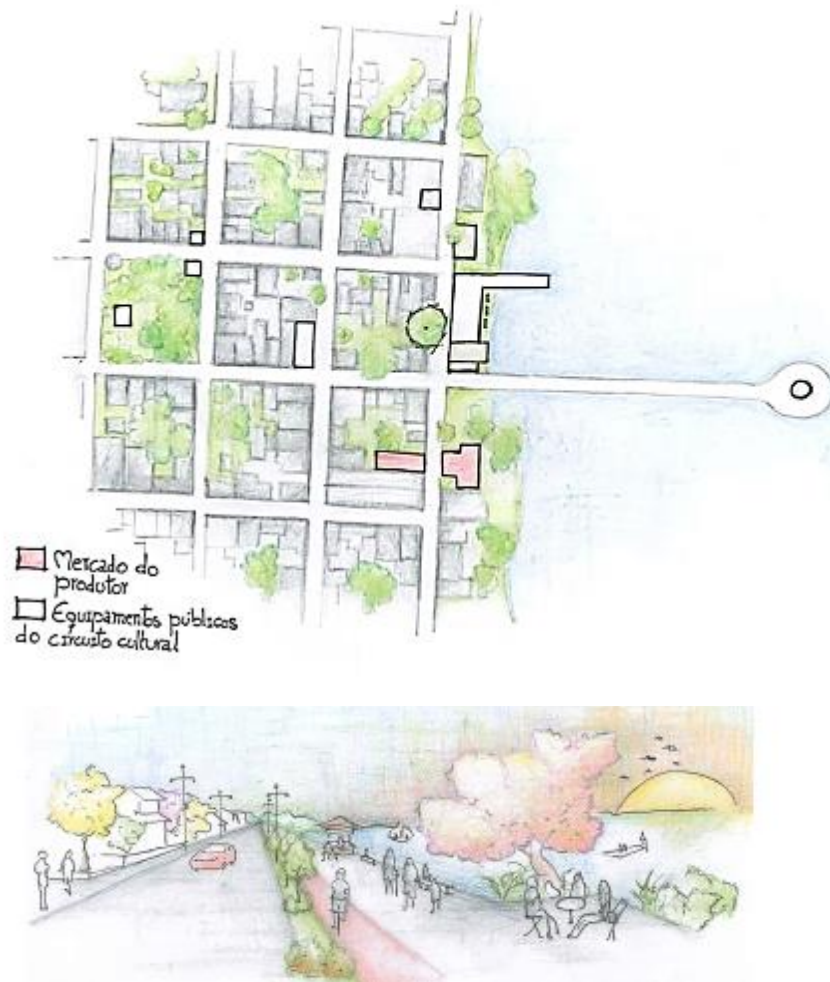 Mercado do
produtor
Equipamentos públicos
do circuito cultural